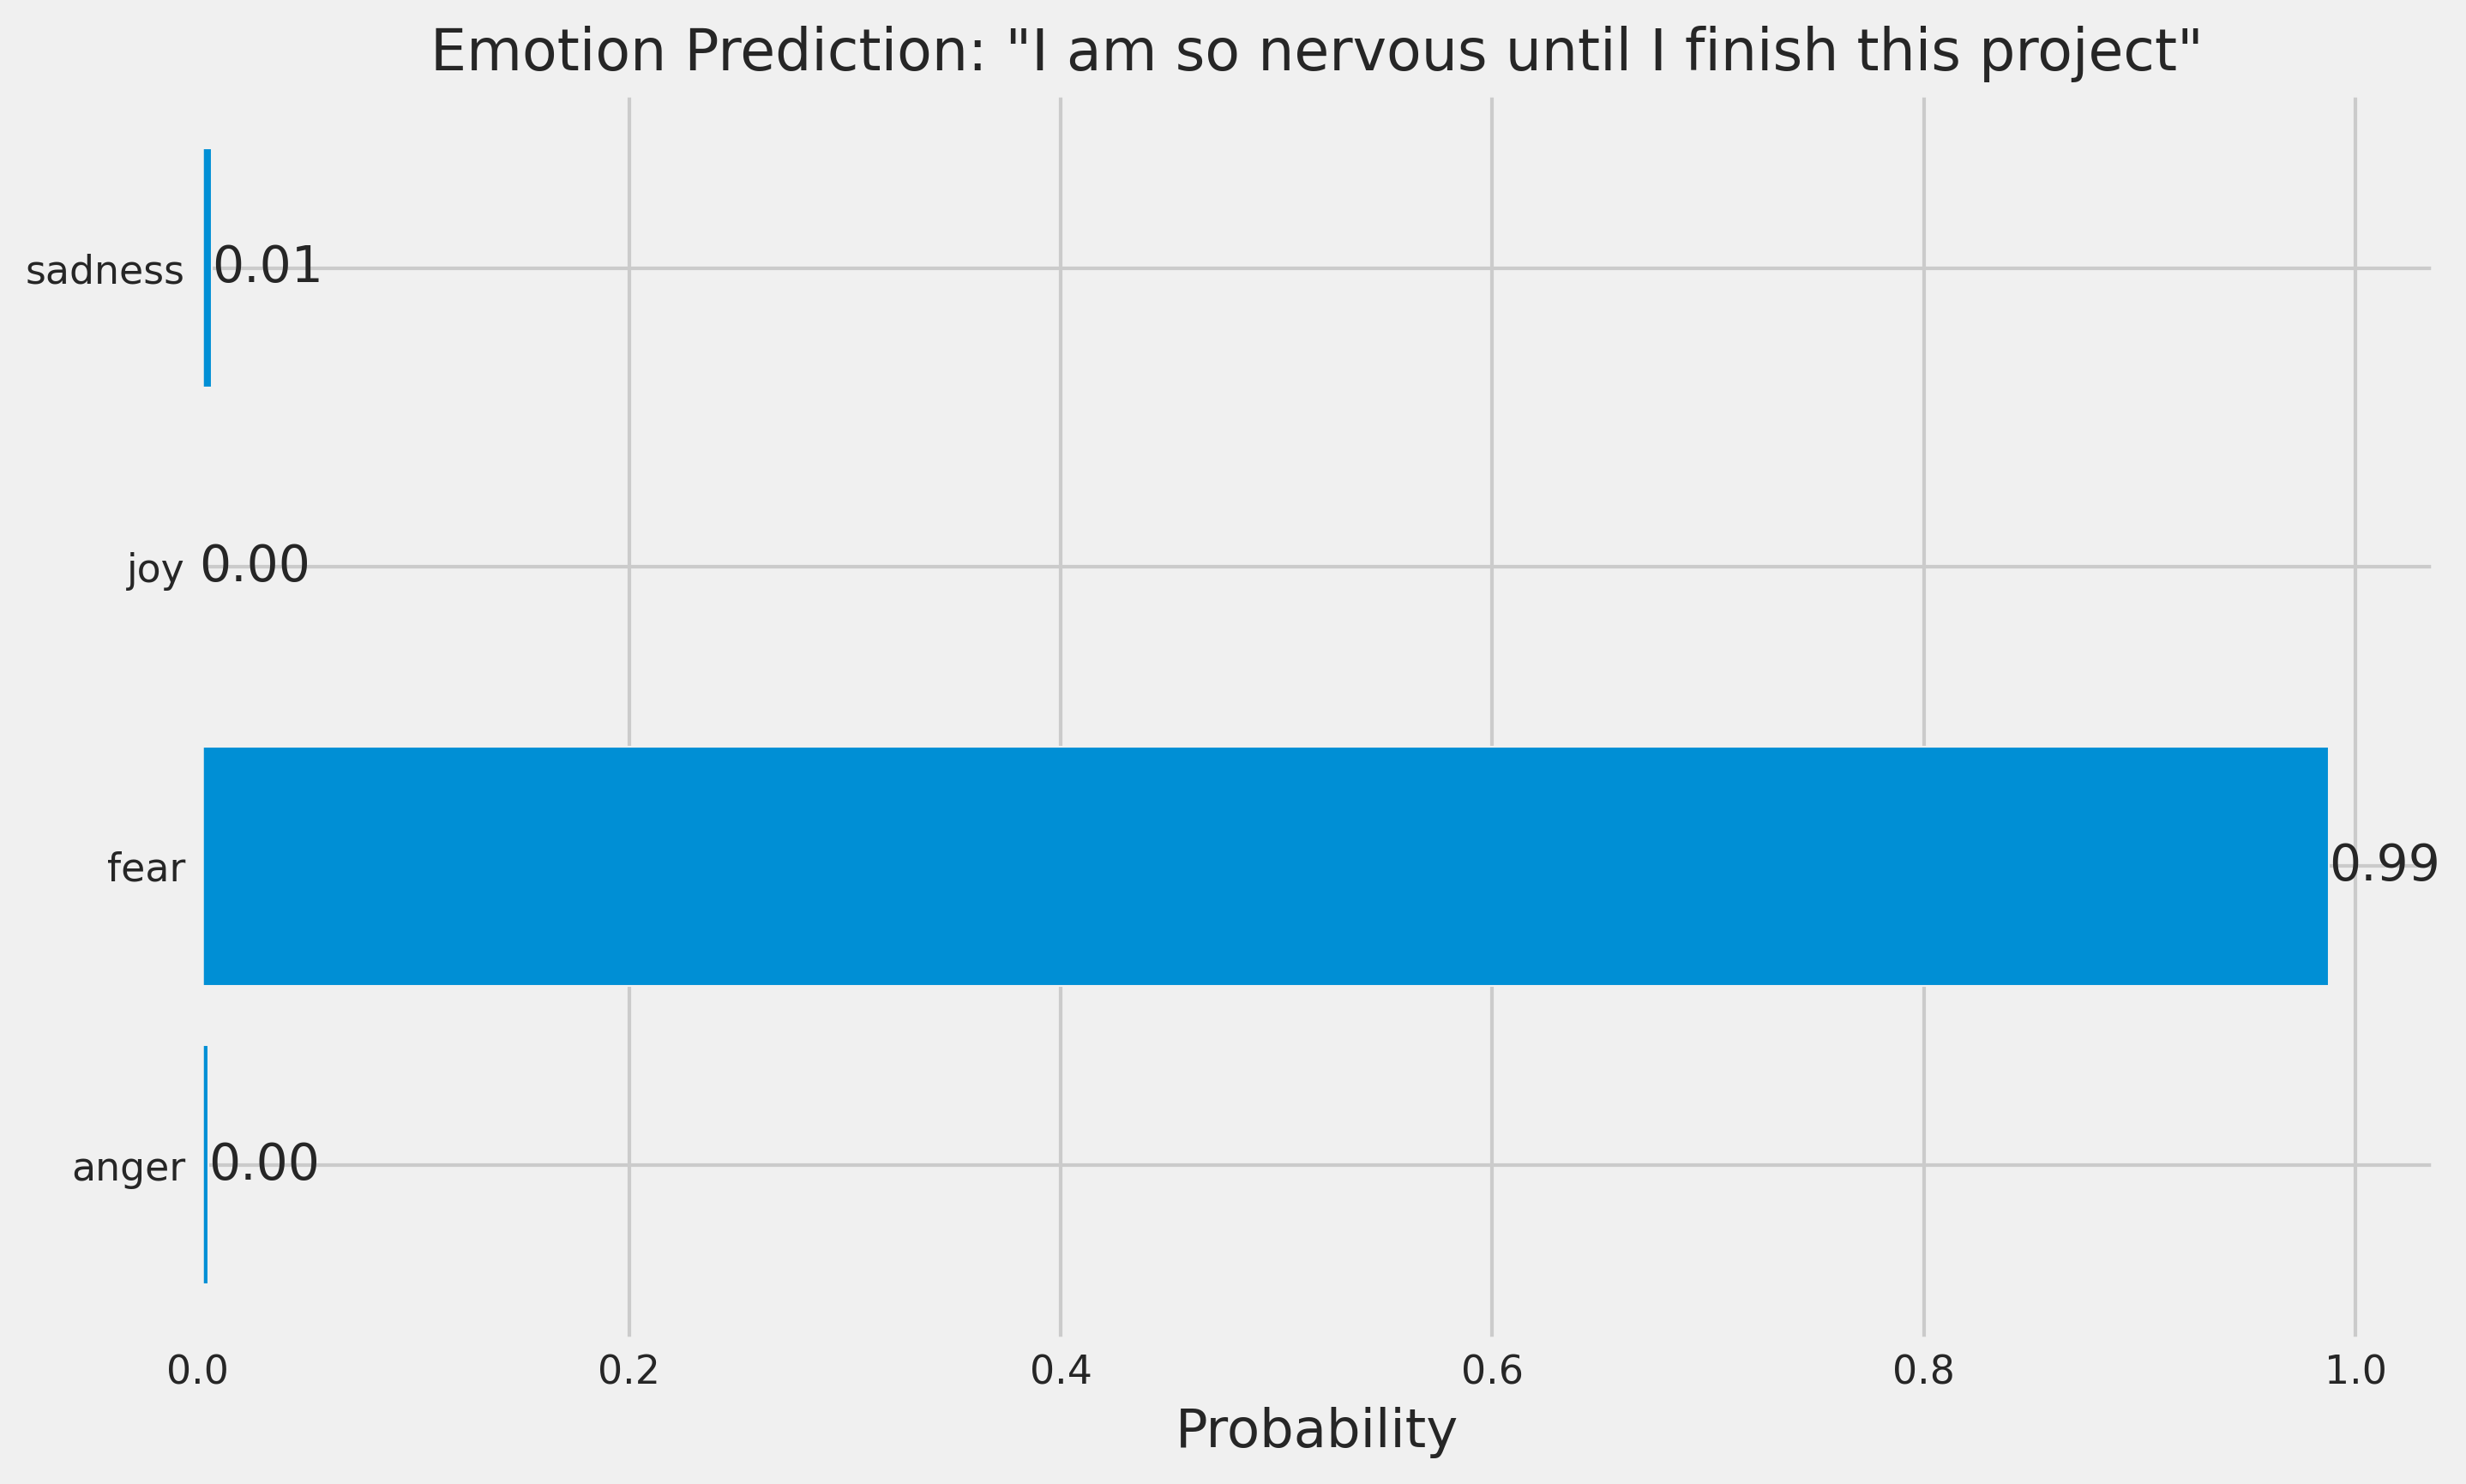 Emotion Prediction: "I am so nervous until I finish this project"
sadness 0.01
joy 0.00
fear 0.99
anger 0.00
0.0 0.2 0.4 0.6 0.8 1.0
Probability